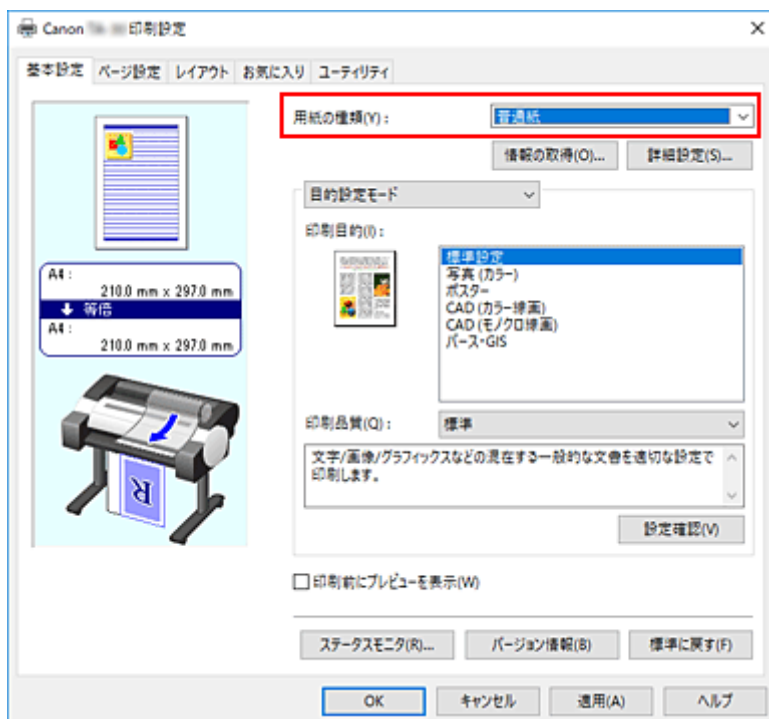 Canon 印刷設定
基本設定 ページ設定 レイアウト お気に入り ユーティリティ
用紙の種類(Y)： 普通紙
情報の取得(O)... 詳細設定(S)...
目的設定モード
印刷目的(I)：
標準設定
写真 (カラー)
ポスター
CAD (カラー線画)
CAD (モノクロ線画)
パース・GIS
A4 :
210.0 mm x 297.0 mm
等倍
A4 :
210.0 mm x 297.0 mm
R
印刷品質(Q)： 標準
文字/画像/グラフィックスなどの混在する一般的な文書を適切な設定で
印刷します。
設定確認(V)
印刷前にプレビューを表示(W)
ステータスモニタ(R)... バージョン情報(B) 標準に戻す(F)
OK キャンセル 適用(A) ヘルプ